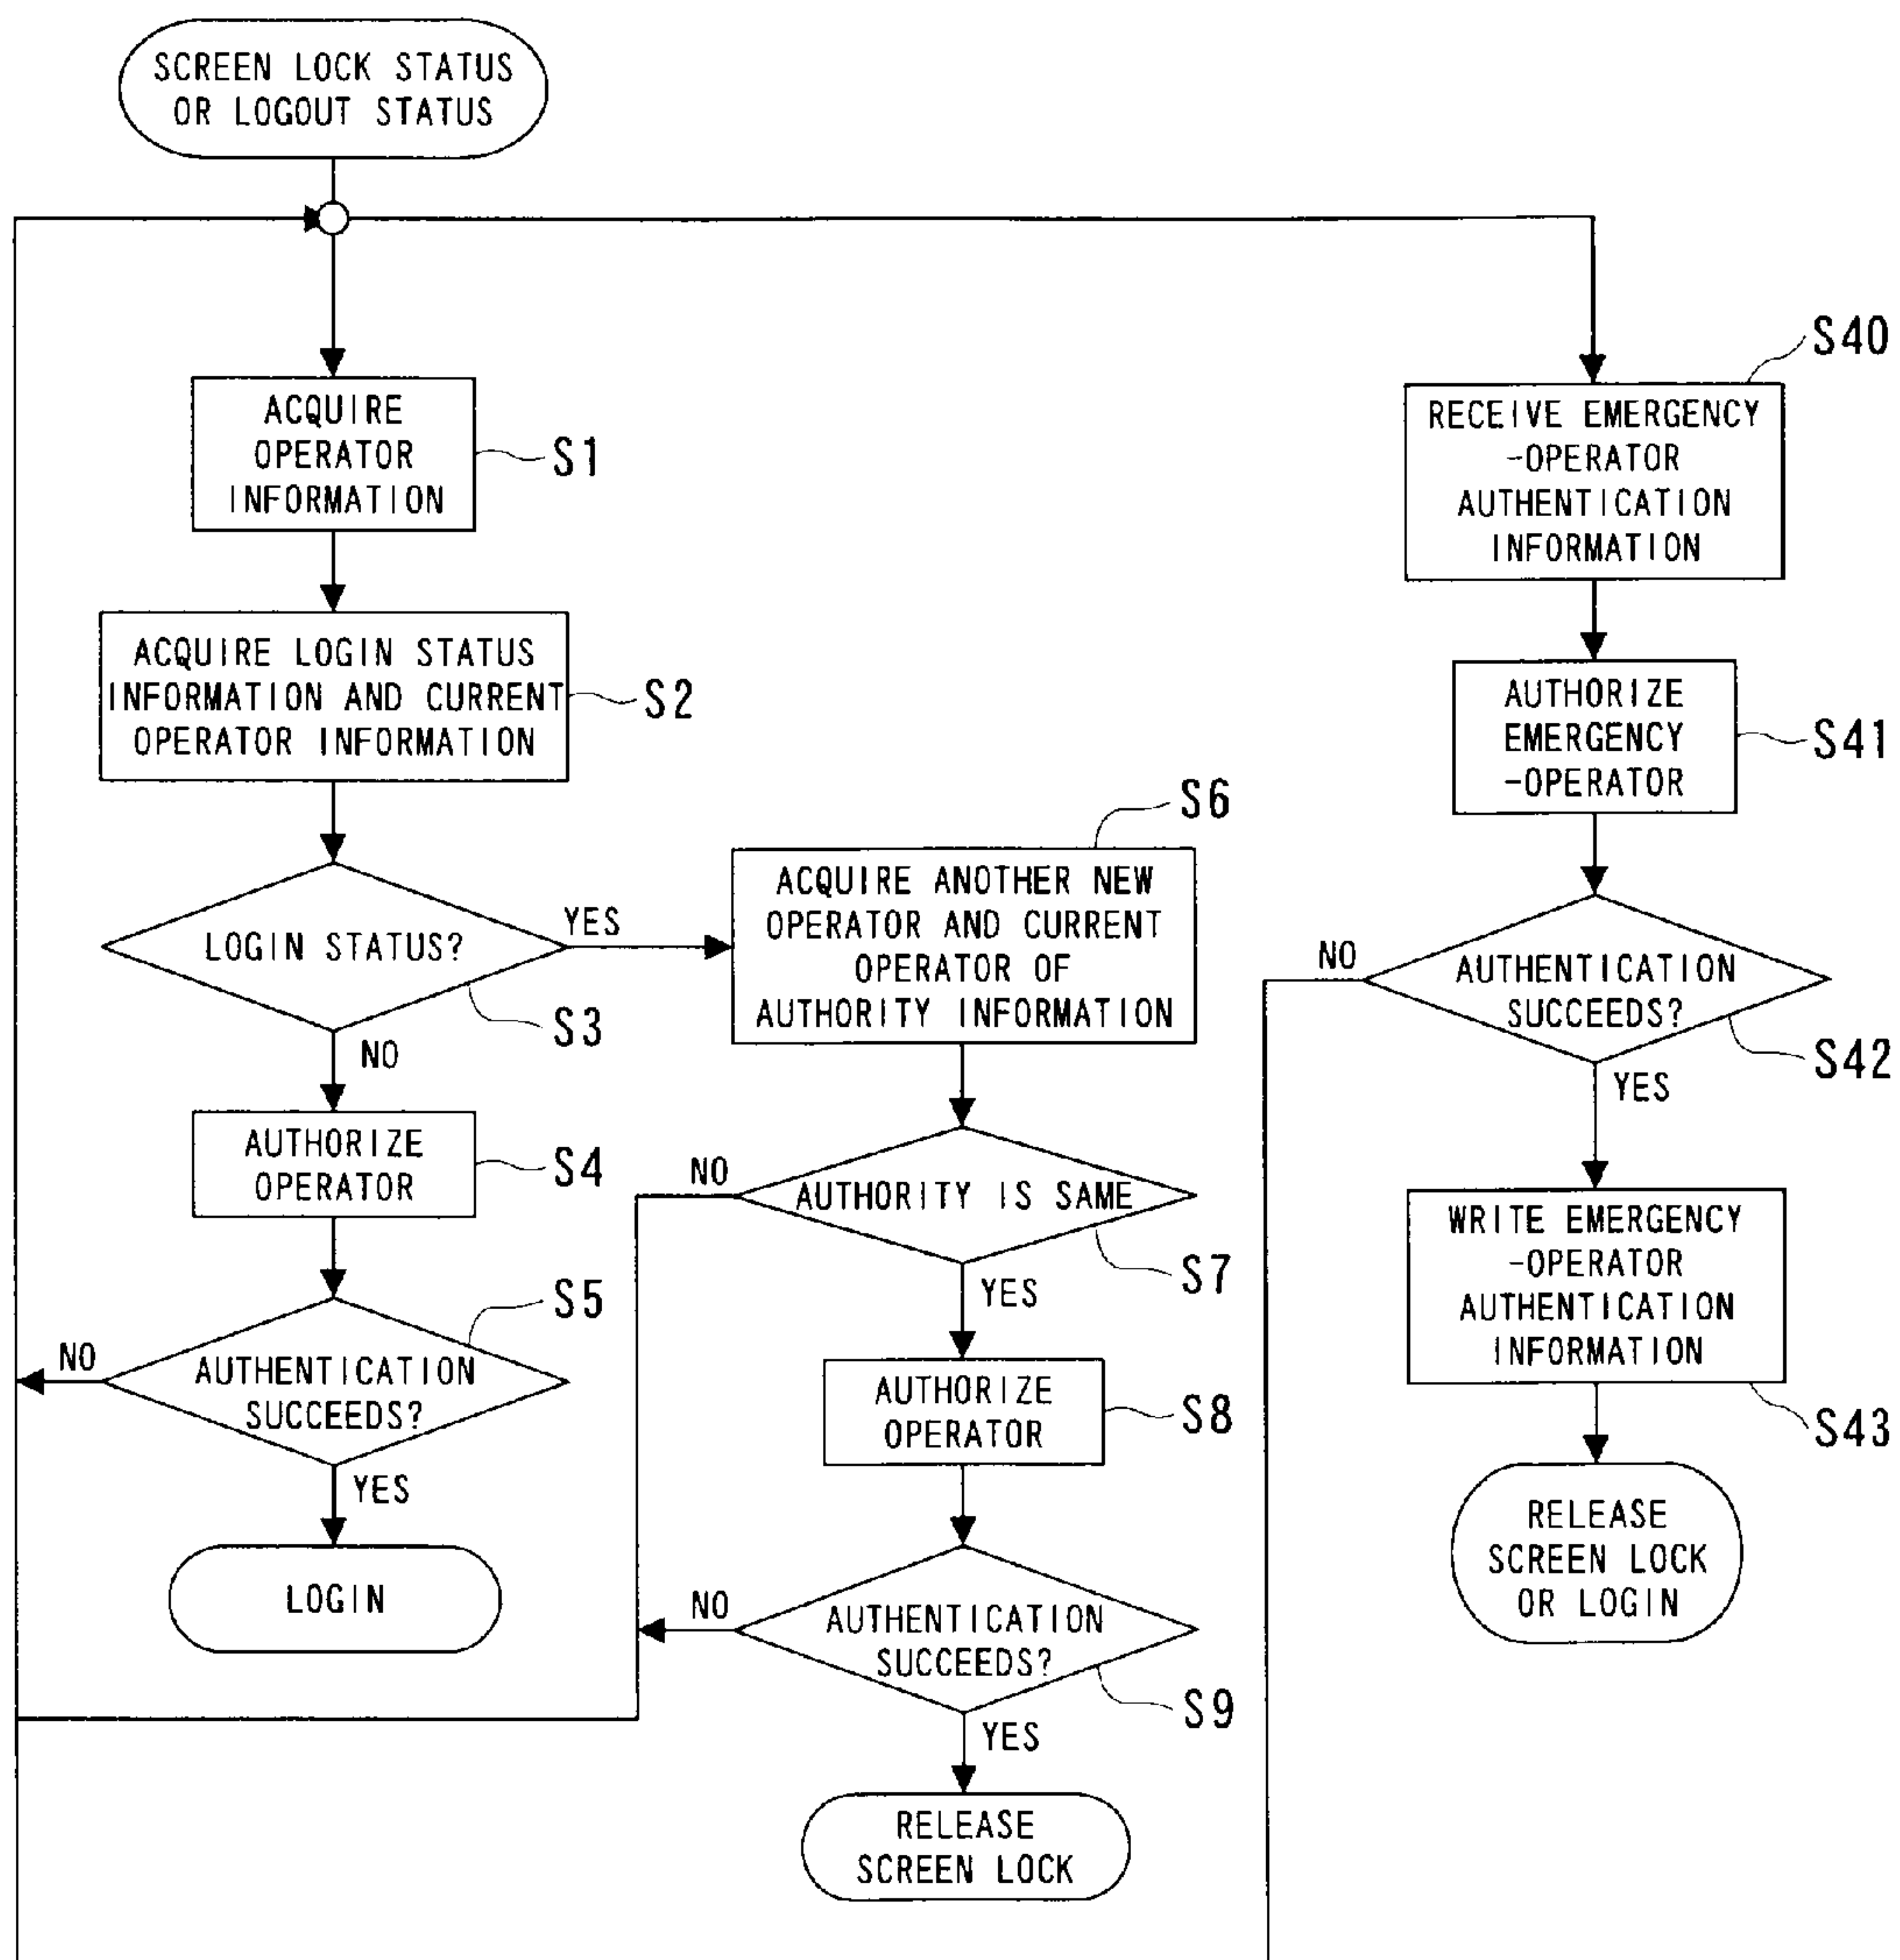 SCREEN LOCK STATUS
OR LOGOUT STATUS
ACQUIRE
OPERATOR
INFORMATION
S1
ACQUIRE LOGIN STATUS
INFORMATION AND CURRENT
OPERATOR INFORMATION
S2
LOGIN STATUS?
S3
YES
NO
AUTHORIZE
OPERATOR
S4
AUTHENTICATION
SUCCEEDS?
S5
NO
YES
LOGIN
ACQUIRE ANOTHER NEW
OPERATOR AND CURRENT
OPERATOR OF
AUTHORITY INFORMATION
S6
AUTHORITY IS SAME
S7
NO
YES
AUTHORIZE
OPERATOR
S8
AUTHENTICATION
SUCCEEDS?
S9
NO
YES
RELEASE
SCREEN LOCK
RECEIVE EMERGENCY
-OPERATOR
AUTHENTICATION
INFORMATION
S40
AUTHORIZE
EMERGENCY
-OPERATOR
S41
AUTHENTICATION
SUCCEEDS?
S42
NO
YES
WRITE EMERGENCY
-OPERATOR
AUTHENTICATION
INFORMATION
S43
RELEASE
SCREEN LOCK
OR LOGIN